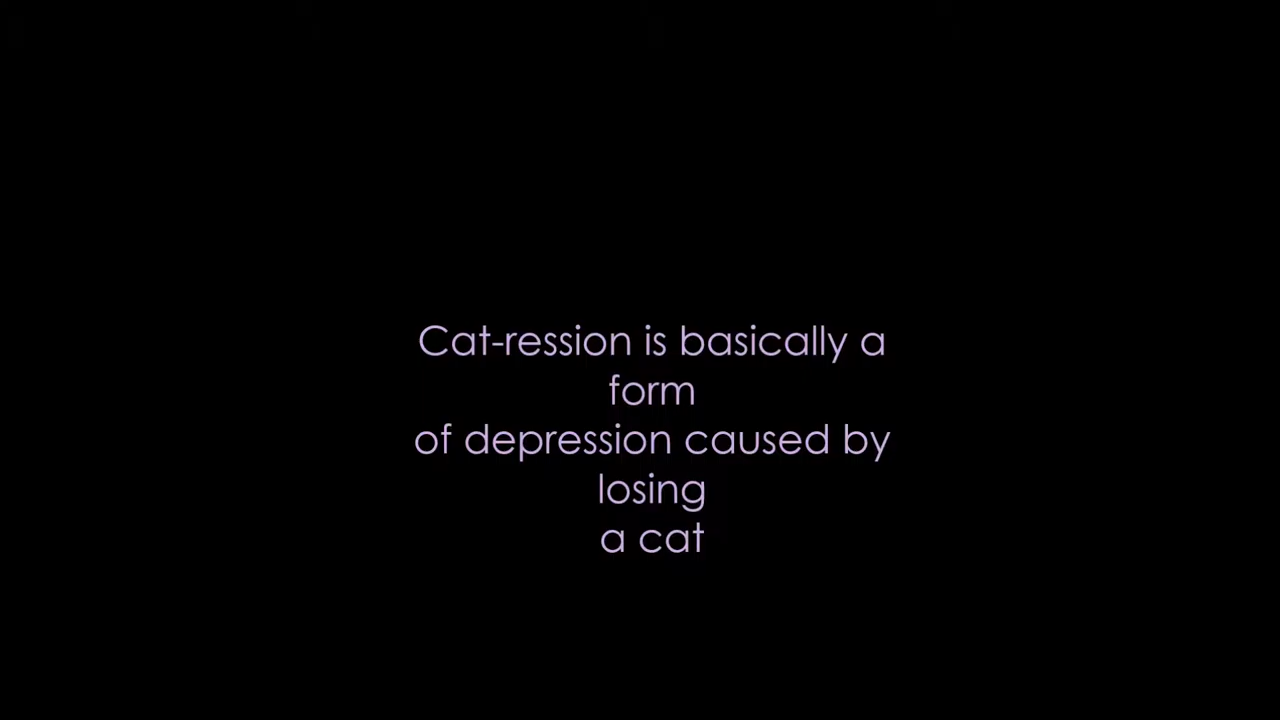 Cat-ression is basically a
form
of depression caused by
losing
a cat